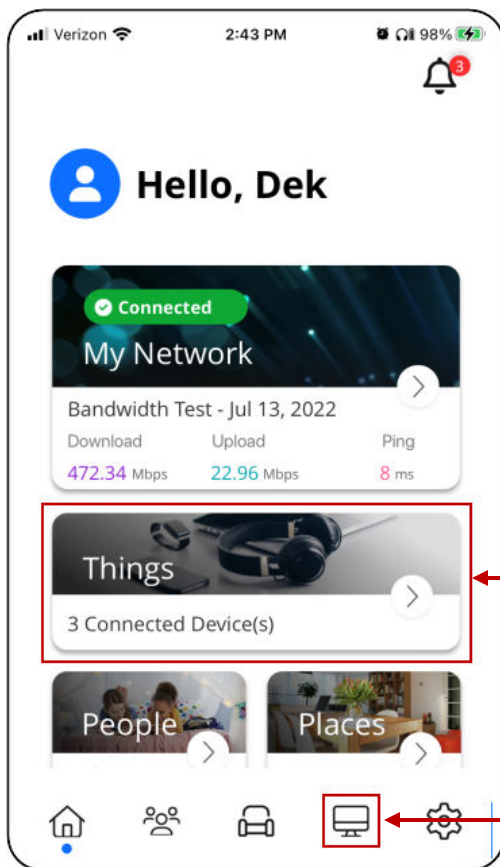 Verizon 2:43 PM 98%
3
Hello, Dek
Connected
My Network
Bandwidth Test - Jul 13, 2022
Download Upload Ping
472.34 Mbps 22.96 Mbps 8 ms
Things
3 Connected Device(s)
People Places